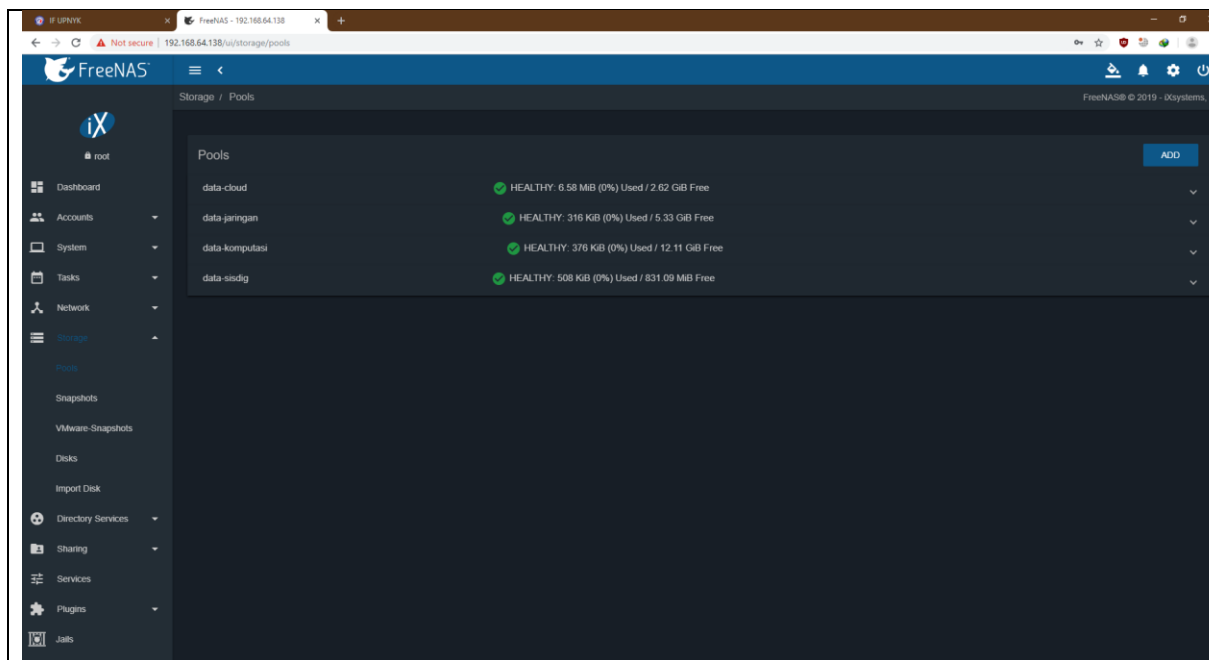 IF UPNYK
FreeNAS - 192.168.64.138
Not secure | 192.168.64.138/ui/storage/pools
FreeNAS
Storage / Pools
FreeNAS® © 2019 - iXsystems,
iX
root
Pools
ADD
data-cloud HEALTHY: 6.58 MiB (0%) Used / 2.62 GiB Free
data-jaringan HEALTHY: 316 KiB (0%) Used / 5.33 GiB Free
data-komputasi HEALTHY: 376 KiB (0%) Used / 12.11 GiB Free
data-sisdig HEALTHY: 508 KiB (0%) Used / 831.09 MiB Free
Dashboard
Accounts
System
Tasks
Network
Storage
Pools
Snapshots
VMware-Snapshots
Disks
Import Disk
Directory Services
Sharing
Services
Plugins
Jails